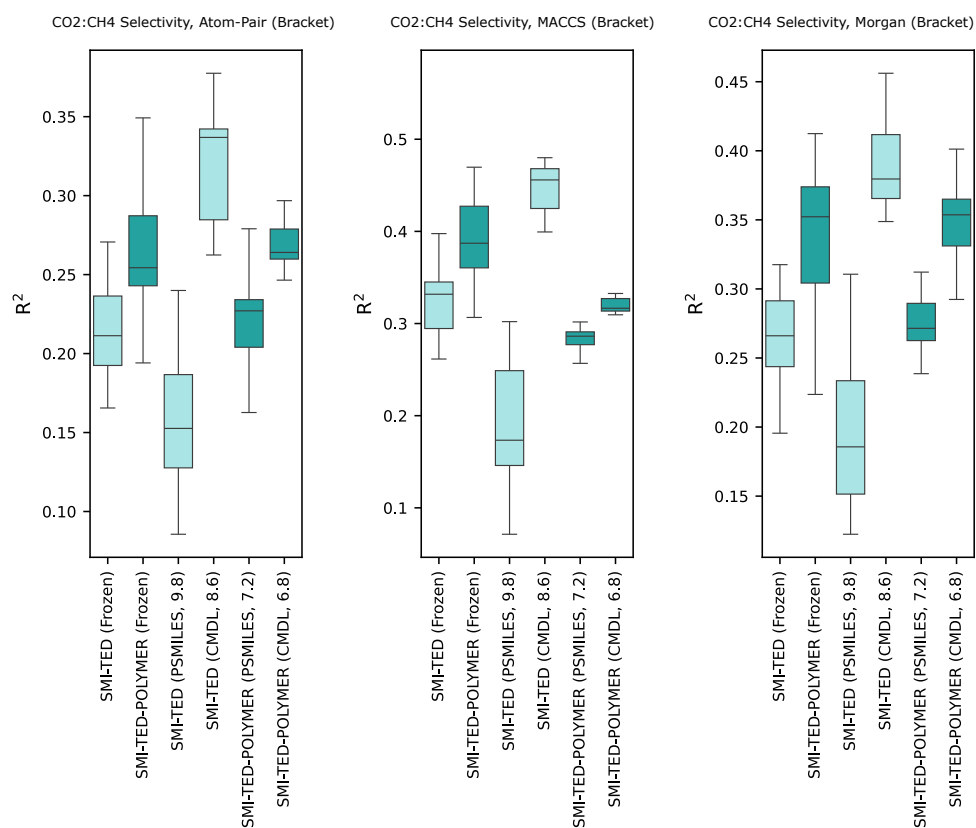 CO2:CH4 Selectivity, Atom-Pair (Bracket)
R²
0.35
0.30
0.25
0.20
0.15
0.10
SMI-TED (Frozen)
SMI-TED-POLYMER (Frozen)
SMI-TED (PSMILES, 9.8)
SMI-TED (CMDL, 8.6)
SMI-TED-POLYMER (PSMILES, 7.2)
SMI-TED-POLYMER (CMDL, 6.8)
CO2:CH4 Selectivity, MACCS (Bracket)
R²
0.5
0.4
0.3
0.2
0.1
SMI-TED (Frozen)
SMI-TED-POLYMER (Frozen)
SMI-TED (PSMILES, 9.8)
SMI-TED (CMDL, 8.6)
SMI-TED-POLYMER (PSMILES, 7.2)
SMI-TED-POLYMER (CMDL, 6.8)
CO2:CH4 Selectivity, Morgan (Bracket)
R²
0.45
0.40
0.35
0.30
0.25
0.20
0.15
SMI-TED (Frozen)
SMI-TED-POLYMER (Frozen)
SMI-TED (PSMILES, 9.8)
SMI-TED (CMDL, 8.6)
SMI-TED-POLYMER (PSMILES, 7.2)
SMI-TED-POLYMER (CMDL, 6.8)